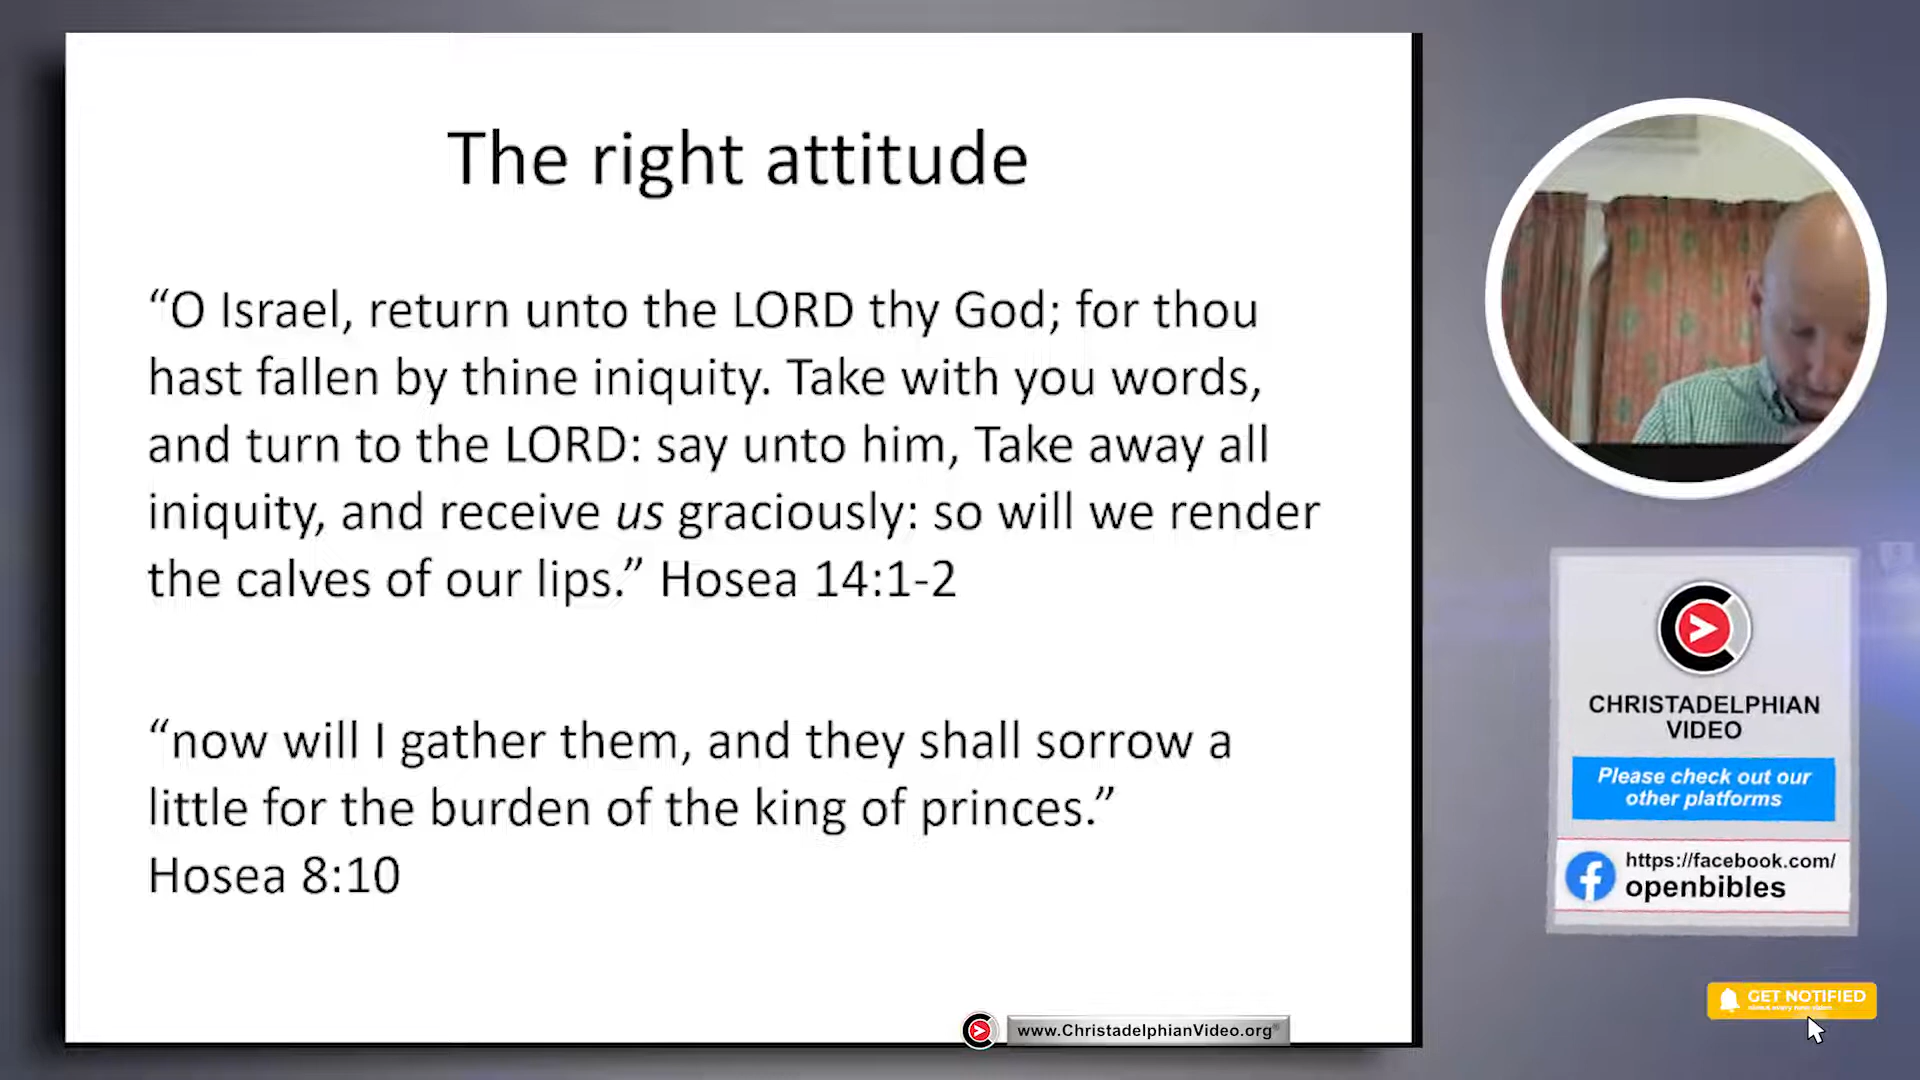 The right attitude
“O Israel, return unto the LORD thy God; for thou
hast fallen by thine iniquity. Take with you words,
and turn to the LORD: say unto him, Take away all
iniquity, and receive us graciously: so will we render
the calves of our lips.” Hosea 14:1-2
“now will I gather them, and they shall sorrow a
little for the burden of the king of princes.”
Hosea 8:10
www.ChristadelphianVideo.org
CHRISTADELPHIAN
VIDEO
Please check out our
other platforms
https://facebook.com/
openbibles
GET NOTIFIED